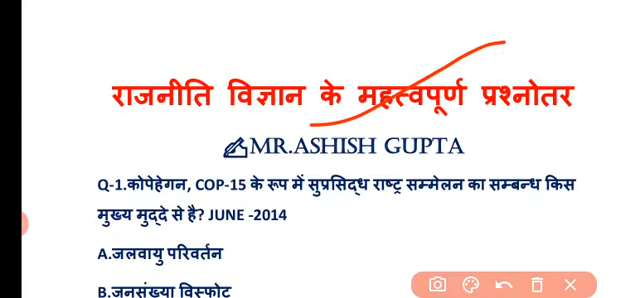 राजनीति विज्ञान के महत्वपूर्ण प्रश्नोतर
MR.ASHISH GUPTA
Q-1.कोपेहेगन, COP-15 के रूप में सुप्रसिद्ध राष्ट्र सम्मेलन का सम्बन्ध किस
मुख्य मुद्दे से है? JUNE -2014
A.जलवायु परिवर्तन
B.जनसंख्या विस्फोट